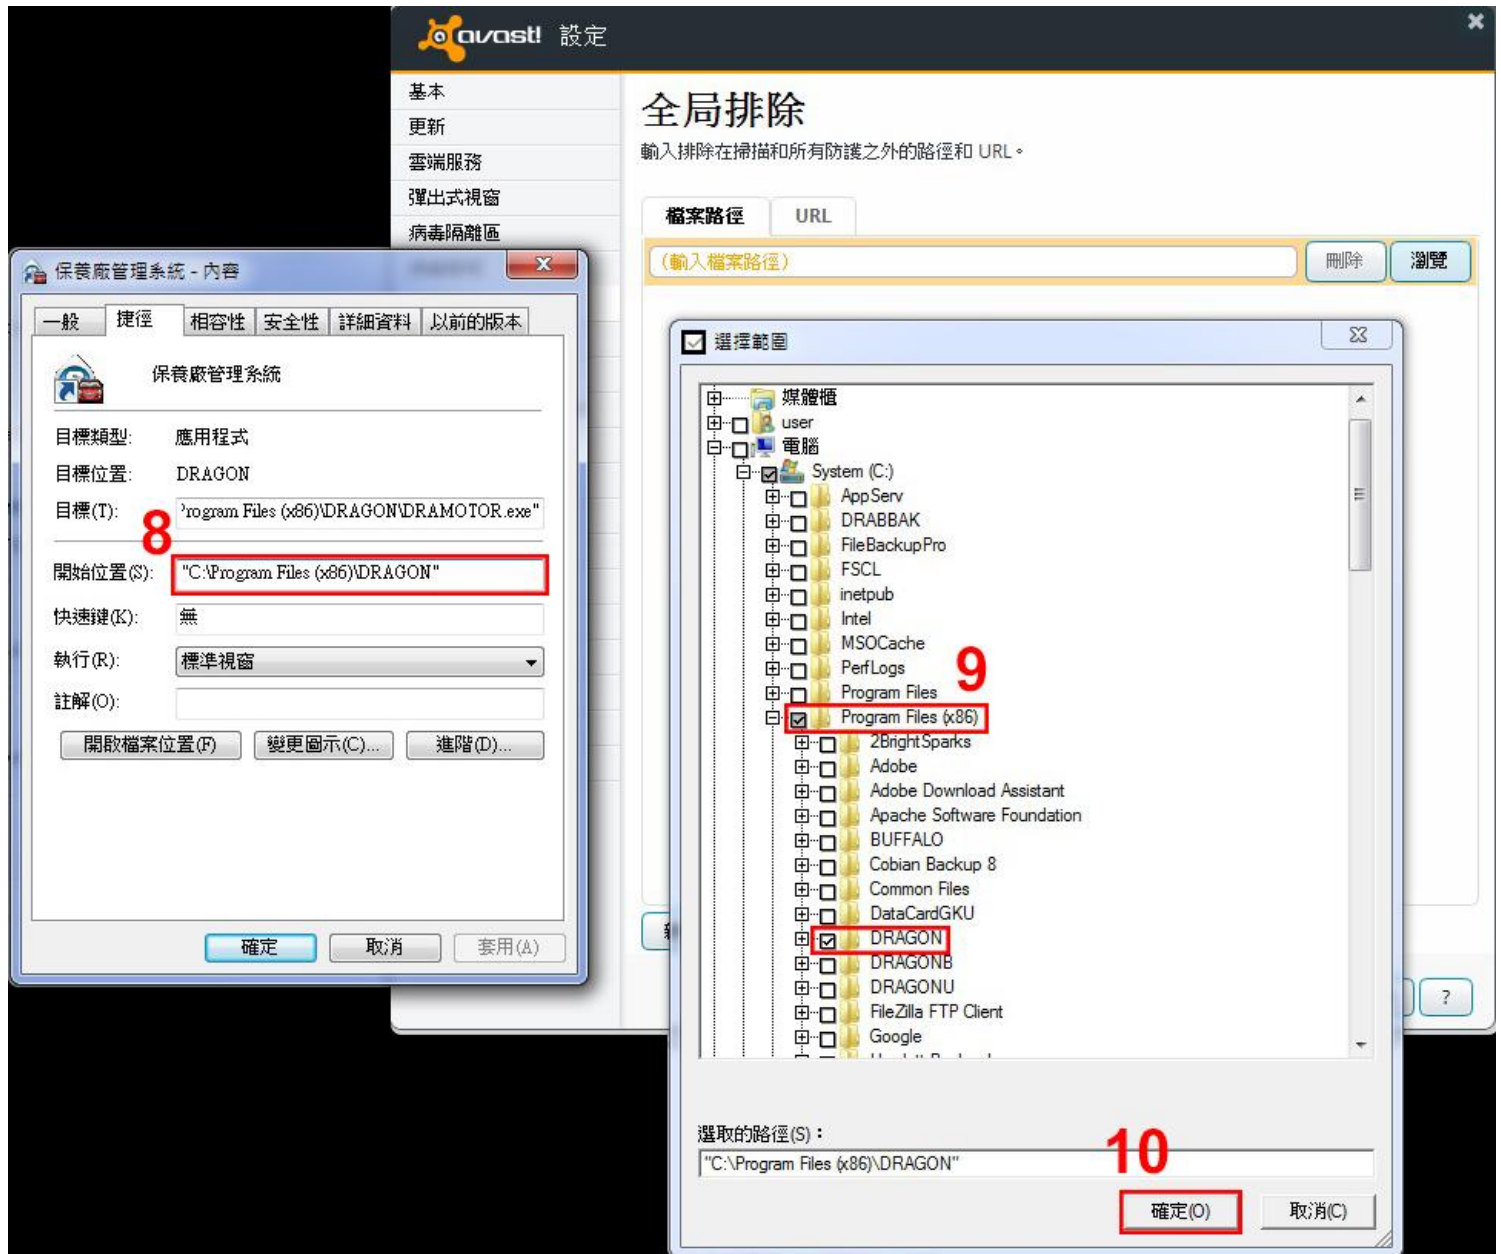 avast! 設定
基本
更新
雲端服務
彈出式視窗
病毒隔離區
全局排除
輸入排除在掃描和所有防護之外的路徑和 URL。
檔案路徑 URL
(輸入檔案路徑) 刪除 瀏覽
?
保養廠管理系統 - 內容
一般 捷徑 相容性 安全性 詳細資料 以前的版本
保養廠管理系統
目標類型: 應用程式
目標位置: DRAGON
目標(T): Program Files (x86)\DRAGON\DRAMOTOR.exe"
8
開始位置(S): "C:\Program Files (x86)\DRAGON"
快速鍵(K): 無
執行(R): 標準視窗
註解(O):
開啟檔案位置(F) 變更圖示(C)... 進階(D)...
確定 取消 套用(A)
選擇範圍
媒體櫃
user
電腦
System (C:)
AppServ
DRABBAK
FileBackupPro
FSCL
inetpub
Intel
MSOCache
PerfLogs
9
Program Files
Program Files (x86)
2BrightSparks
Adobe
Adobe Download Assistant
Apache Software Foundation
BUFFALO
Cobian Backup 8
Common Files
DataCardGKU
DRAGON
DRAGONB
DRAGONU
FileZilla FTP Client
Google
選取的路徑(S)：
"C:\Program Files (x86)\DRAGON"
10
確定(O) 取消(C)